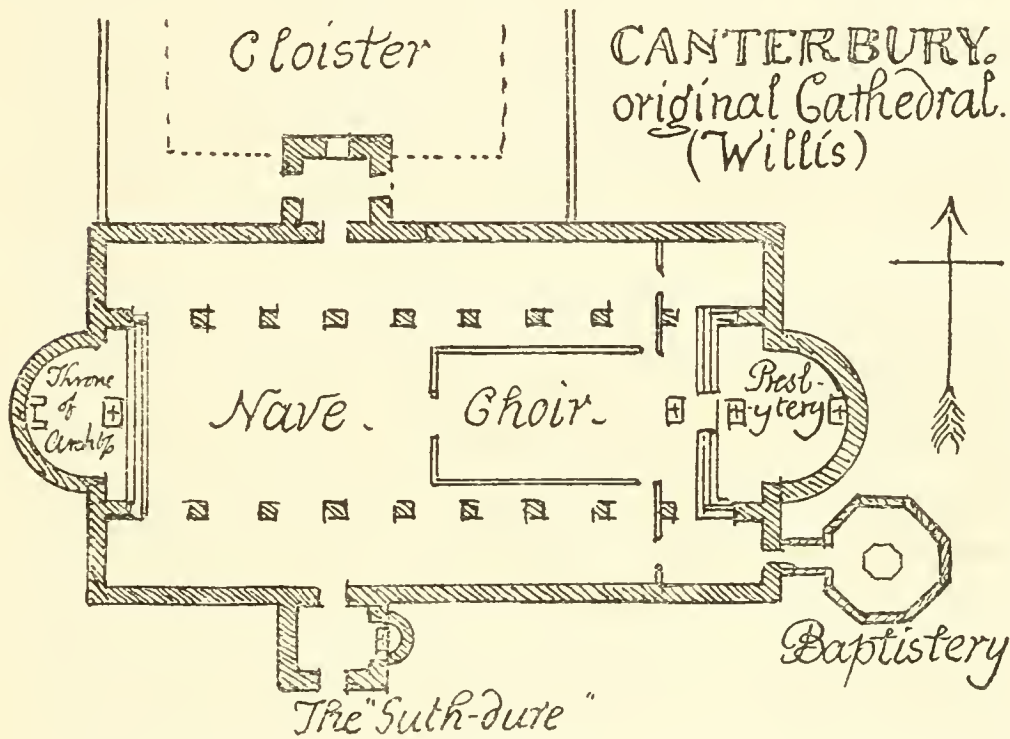 Cloister
CANTERBURY.
original Cathedral.
(Willis)
Throne
of
Archbp
Nave.
Choir.
Presb-
-ytery
Baptistery
The "Suth-dure"